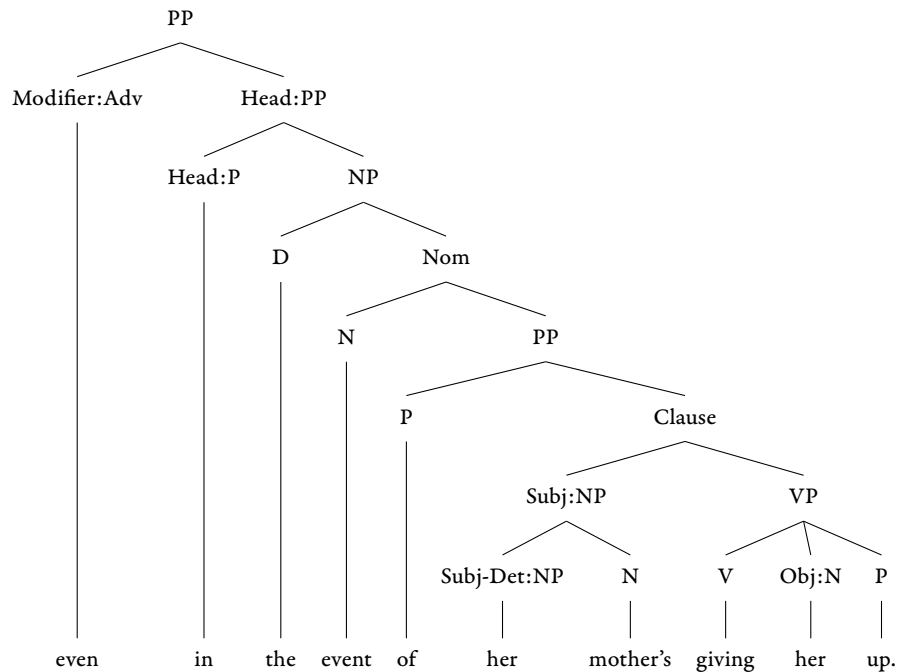 PP
Modifier:Adv Head:PP
Head:P NP
D Nom
N PP
P Clause
Subj:NP VP
Subj-Det:NP N V Obj:N P
even in the event of her mother’s giving her up.